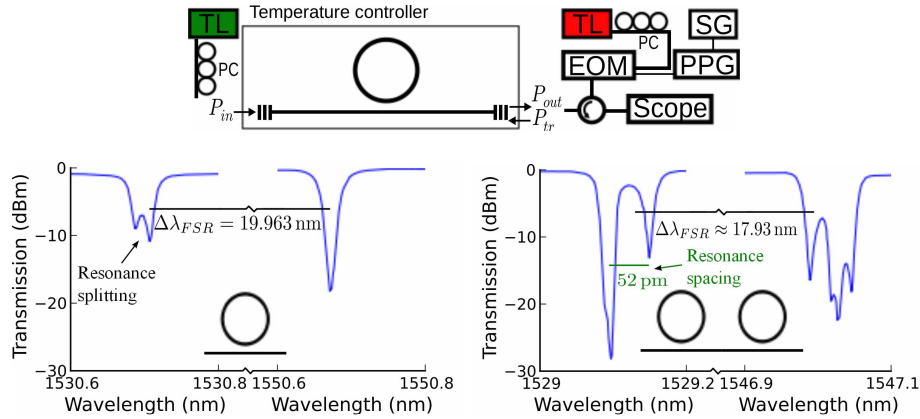 TL
Temperature controller
TL
SG
PC
PC
EOM
PPG
P_in
P_out
P_tr
Scope
0
−10
−20
−30
Transmission (dBm)
Δλ_FSR = 19.963 nm
Resonance
splitting
1530.6
1530.8
1550.6
1550.8
Wavelength (nm)
Wavelength (nm)
0
−10
−20
−30
Transmission (dBm)
Δλ_FSR ≈ 17.93 nm
Resonance
spacing
52 pm
1529
1529.2
1546.9
1547.1
Wavelength (nm)
Wavelength (nm)